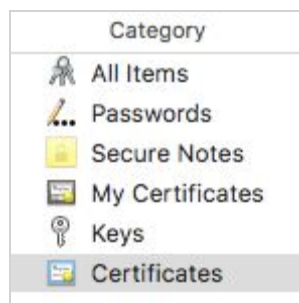 Category
All Items
Passwords
Secure Notes
My Certificates
Keys
Certificates